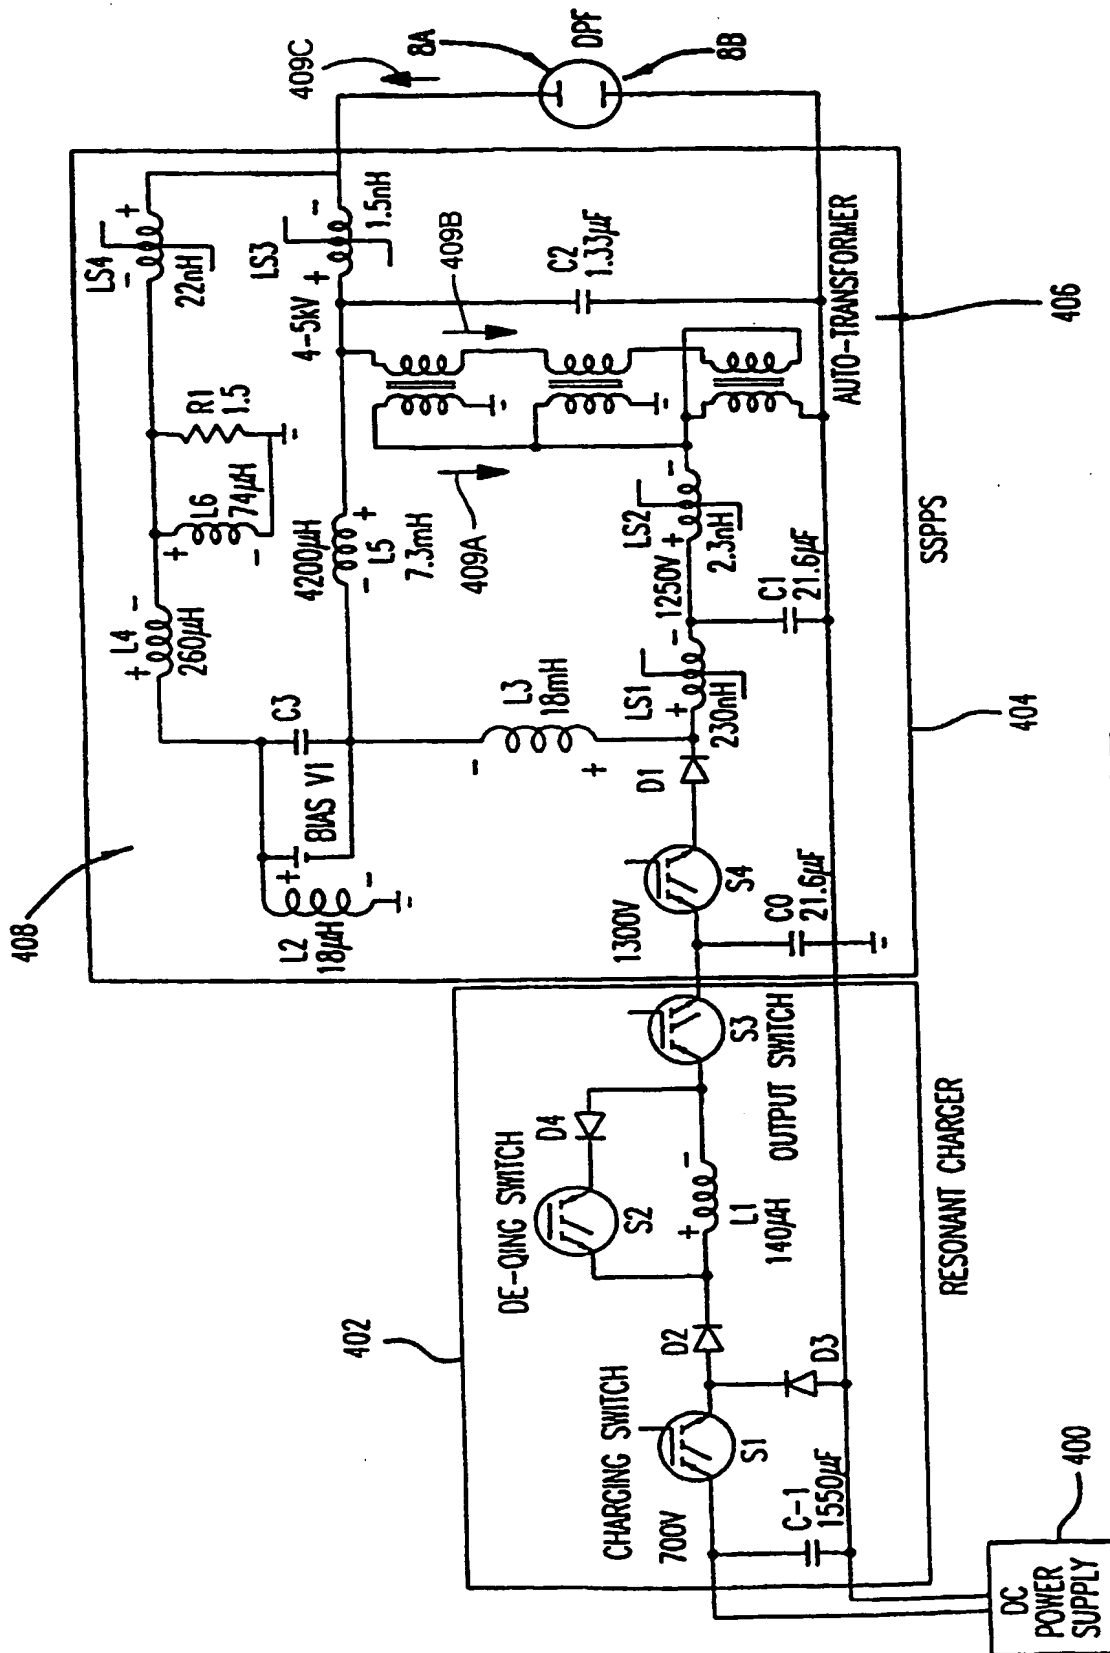 408
LS4
22nH
+
-
409C
8A
DPF
8B
LS3
1.5nH
+
-
4-5kV
409B
C2
1.33µF
R1
1.5
L6
74µH
+
-
L4
260µH
+
-
4200µH
L5
7.3mH
-
+
409A
AUTO-TRANSFORMER
406
C3
BIAS V1
+
L2
18µH
-
L3
18mH
-
+
LS1
230nH
+
-
1250V
LS2
2.3nH
+
-
C1
21.6µF
D1
S4
1300V
C0
21.6µF
SSPPS
404
402
DE-QING SWITCH
S2
D4
S3
OUTPUT SWITCH
L1
140µH
+
-
D2
D3
CHARGING SWITCH
S1
700V
C-1
1550µF
RESONANT CHARGER
DC
POWER
SUPPLY
400